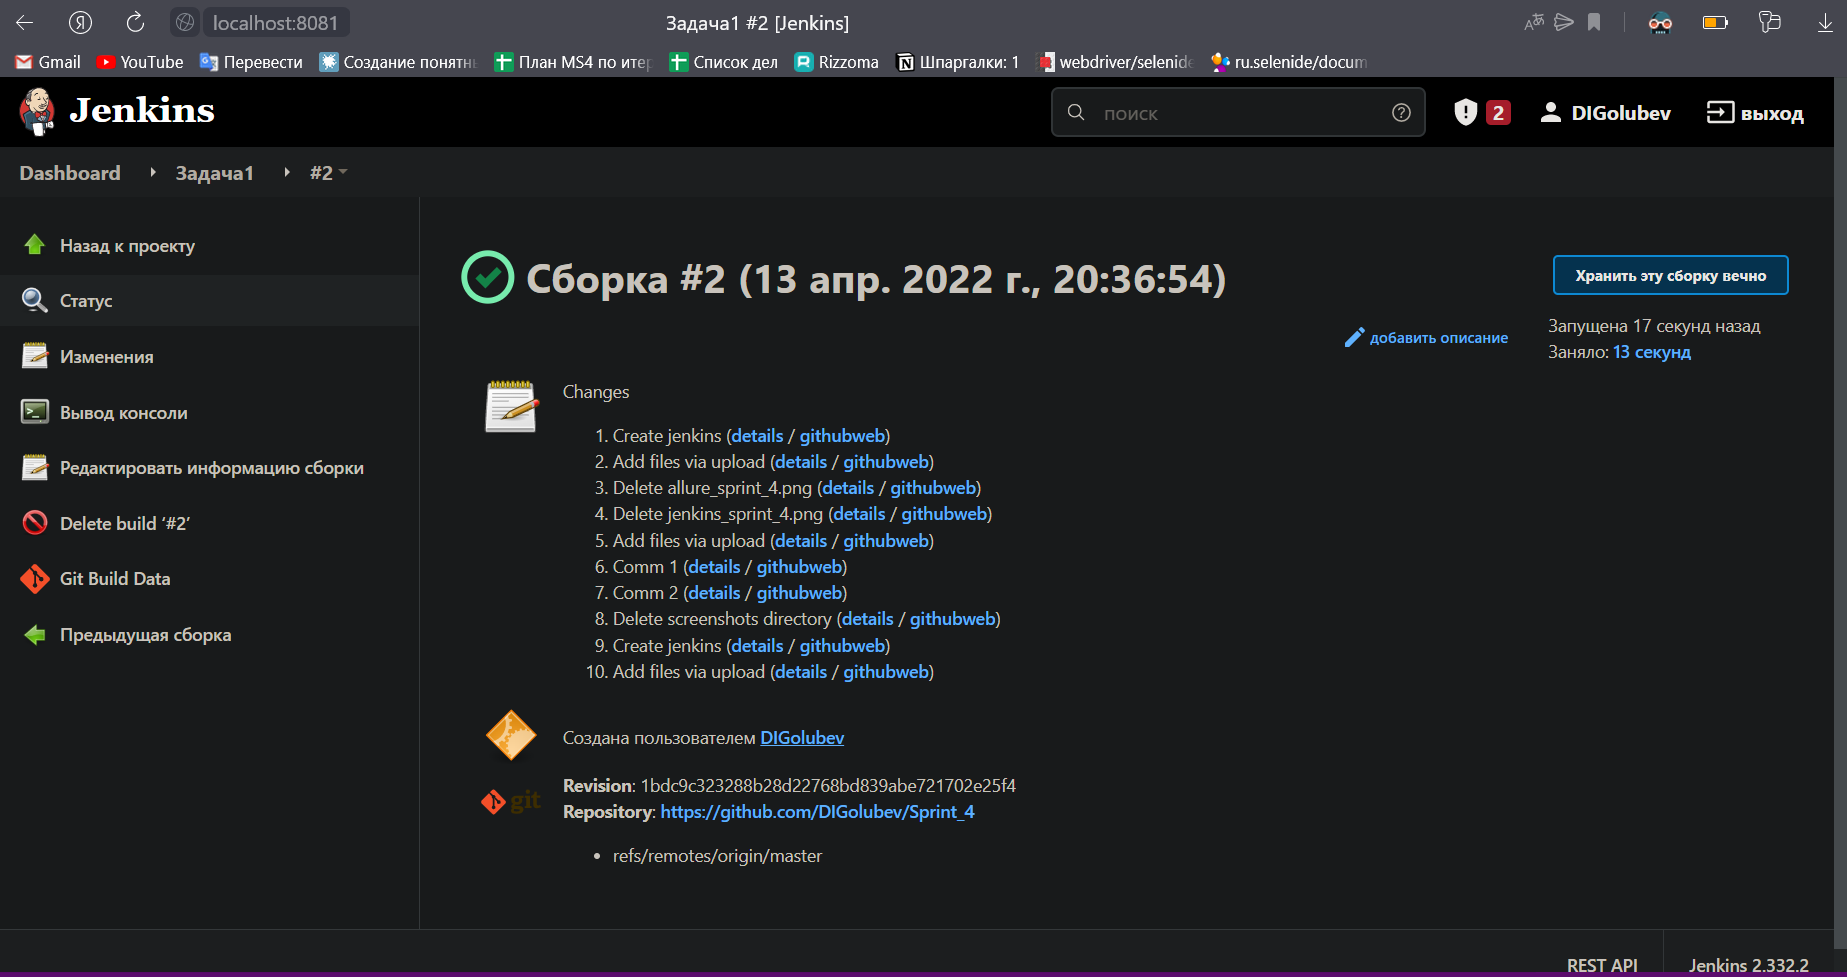 localhost:8081
Задача1 #2 [Jenkins]
Gmail YouTube Перевести Создание понятн План MS4 по итер Список дел Rizzoma Шпаргалки: 1 webdriver/selenide ru.selenide/docum
Jenkins
поиск
2
DIGolubev
выход
Dashboard Задача1 #2
Назад к проекту
Статус
Изменения
Вывод консоли
Редактировать информацию сборки
Delete build ‘#2’
Git Build Data
Предыдущая сборка
Сборка #2 (13 апр. 2022 г., 20:36:54)
Хранить эту сборку вечно
добавить описание
Запущена 17 секунд назад
Заняло: 13 секунд
Changes
1. Create jenkins (details / githubweb)
2. Add files via upload (details / githubweb)
3. Delete allure_sprint_4.png (details / githubweb)
4. Delete jenkins_sprint_4.png (details / githubweb)
5. Add files via upload (details / githubweb)
6. Comm 1 (details / githubweb)
7. Comm 2 (details / githubweb)
8. Delete screenshots directory (details / githubweb)
9. Create jenkins (details / githubweb)
10. Add files via upload (details / githubweb)
Создана пользователем DIGolubev
git
Revision: 1bdc9c323288b28d22768bd839abe721702e25f4
Repository: https://github.com/DIGolubev/Sprint_4
• refs/remotes/origin/master
REST API
Jenkins 2.332.2